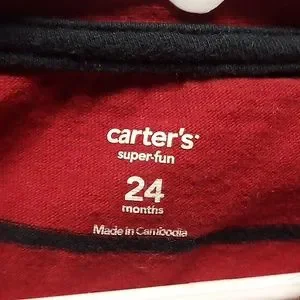 carter's
super-fun
24
months
Made in Cambodia